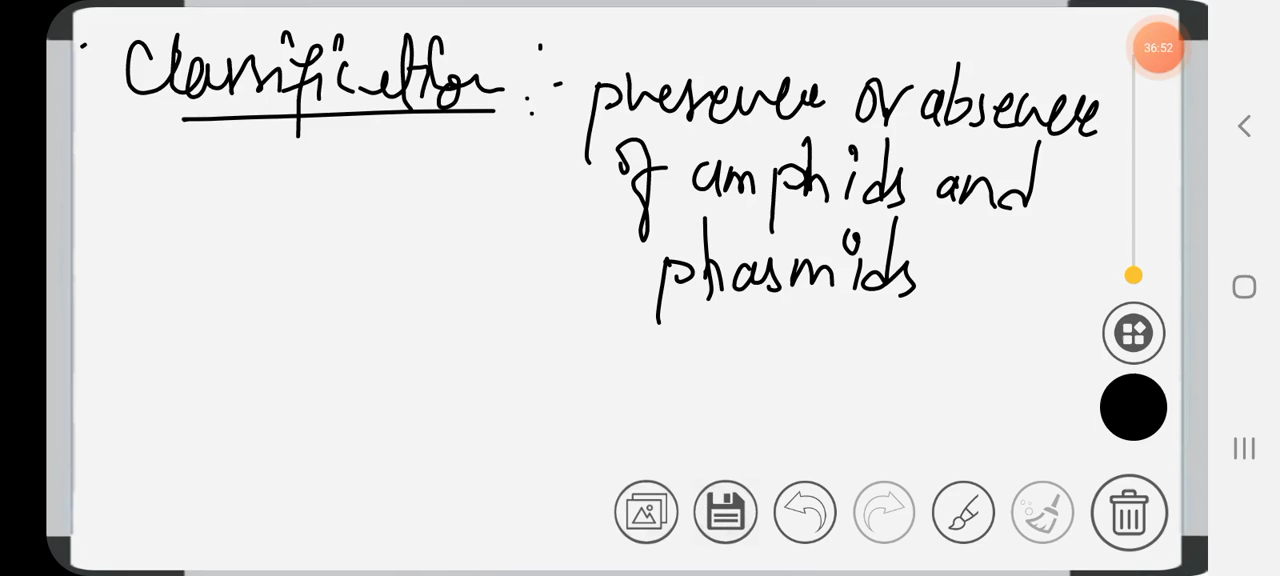 Classification :- presence or absence
of amphids and
phasmids
36:52